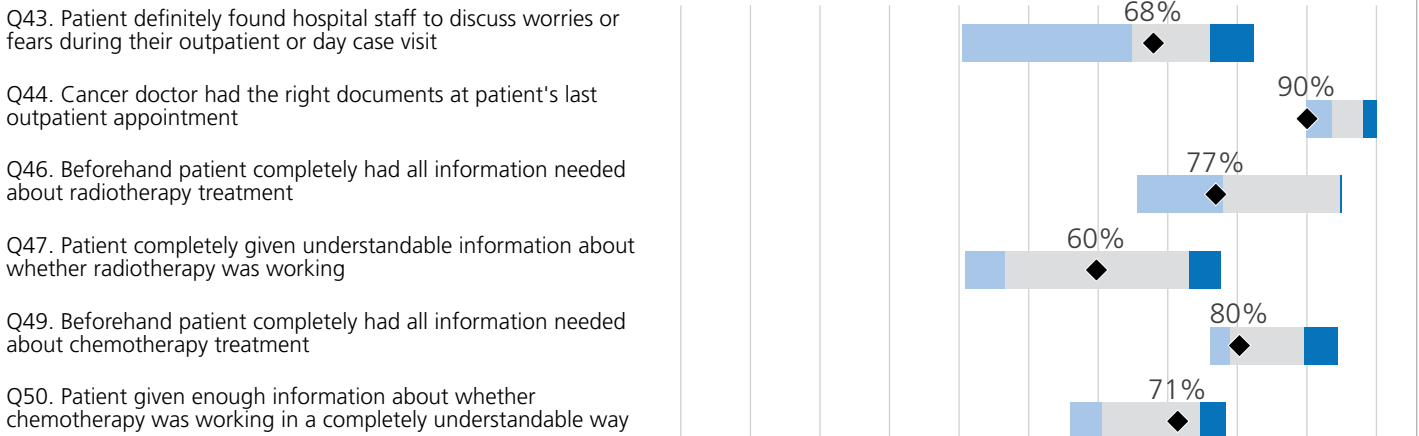 Q43. Patient definitely found hospital staff to discuss worries or
fears during their outpatient or day case visit
68%
Q44. Cancer doctor had the right documents at patient's last
outpatient appointment
90%
Q46. Beforehand patient completely had all information needed
about radiotherapy treatment
77%
Q47. Patient completely given understandable information about
whether radiotherapy was working
60%
Q49. Beforehand patient completely had all information needed
about chemotherapy treatment
80%
Q50. Patient given enough information about whether
chemotherapy was working in a completely understandable way
71%